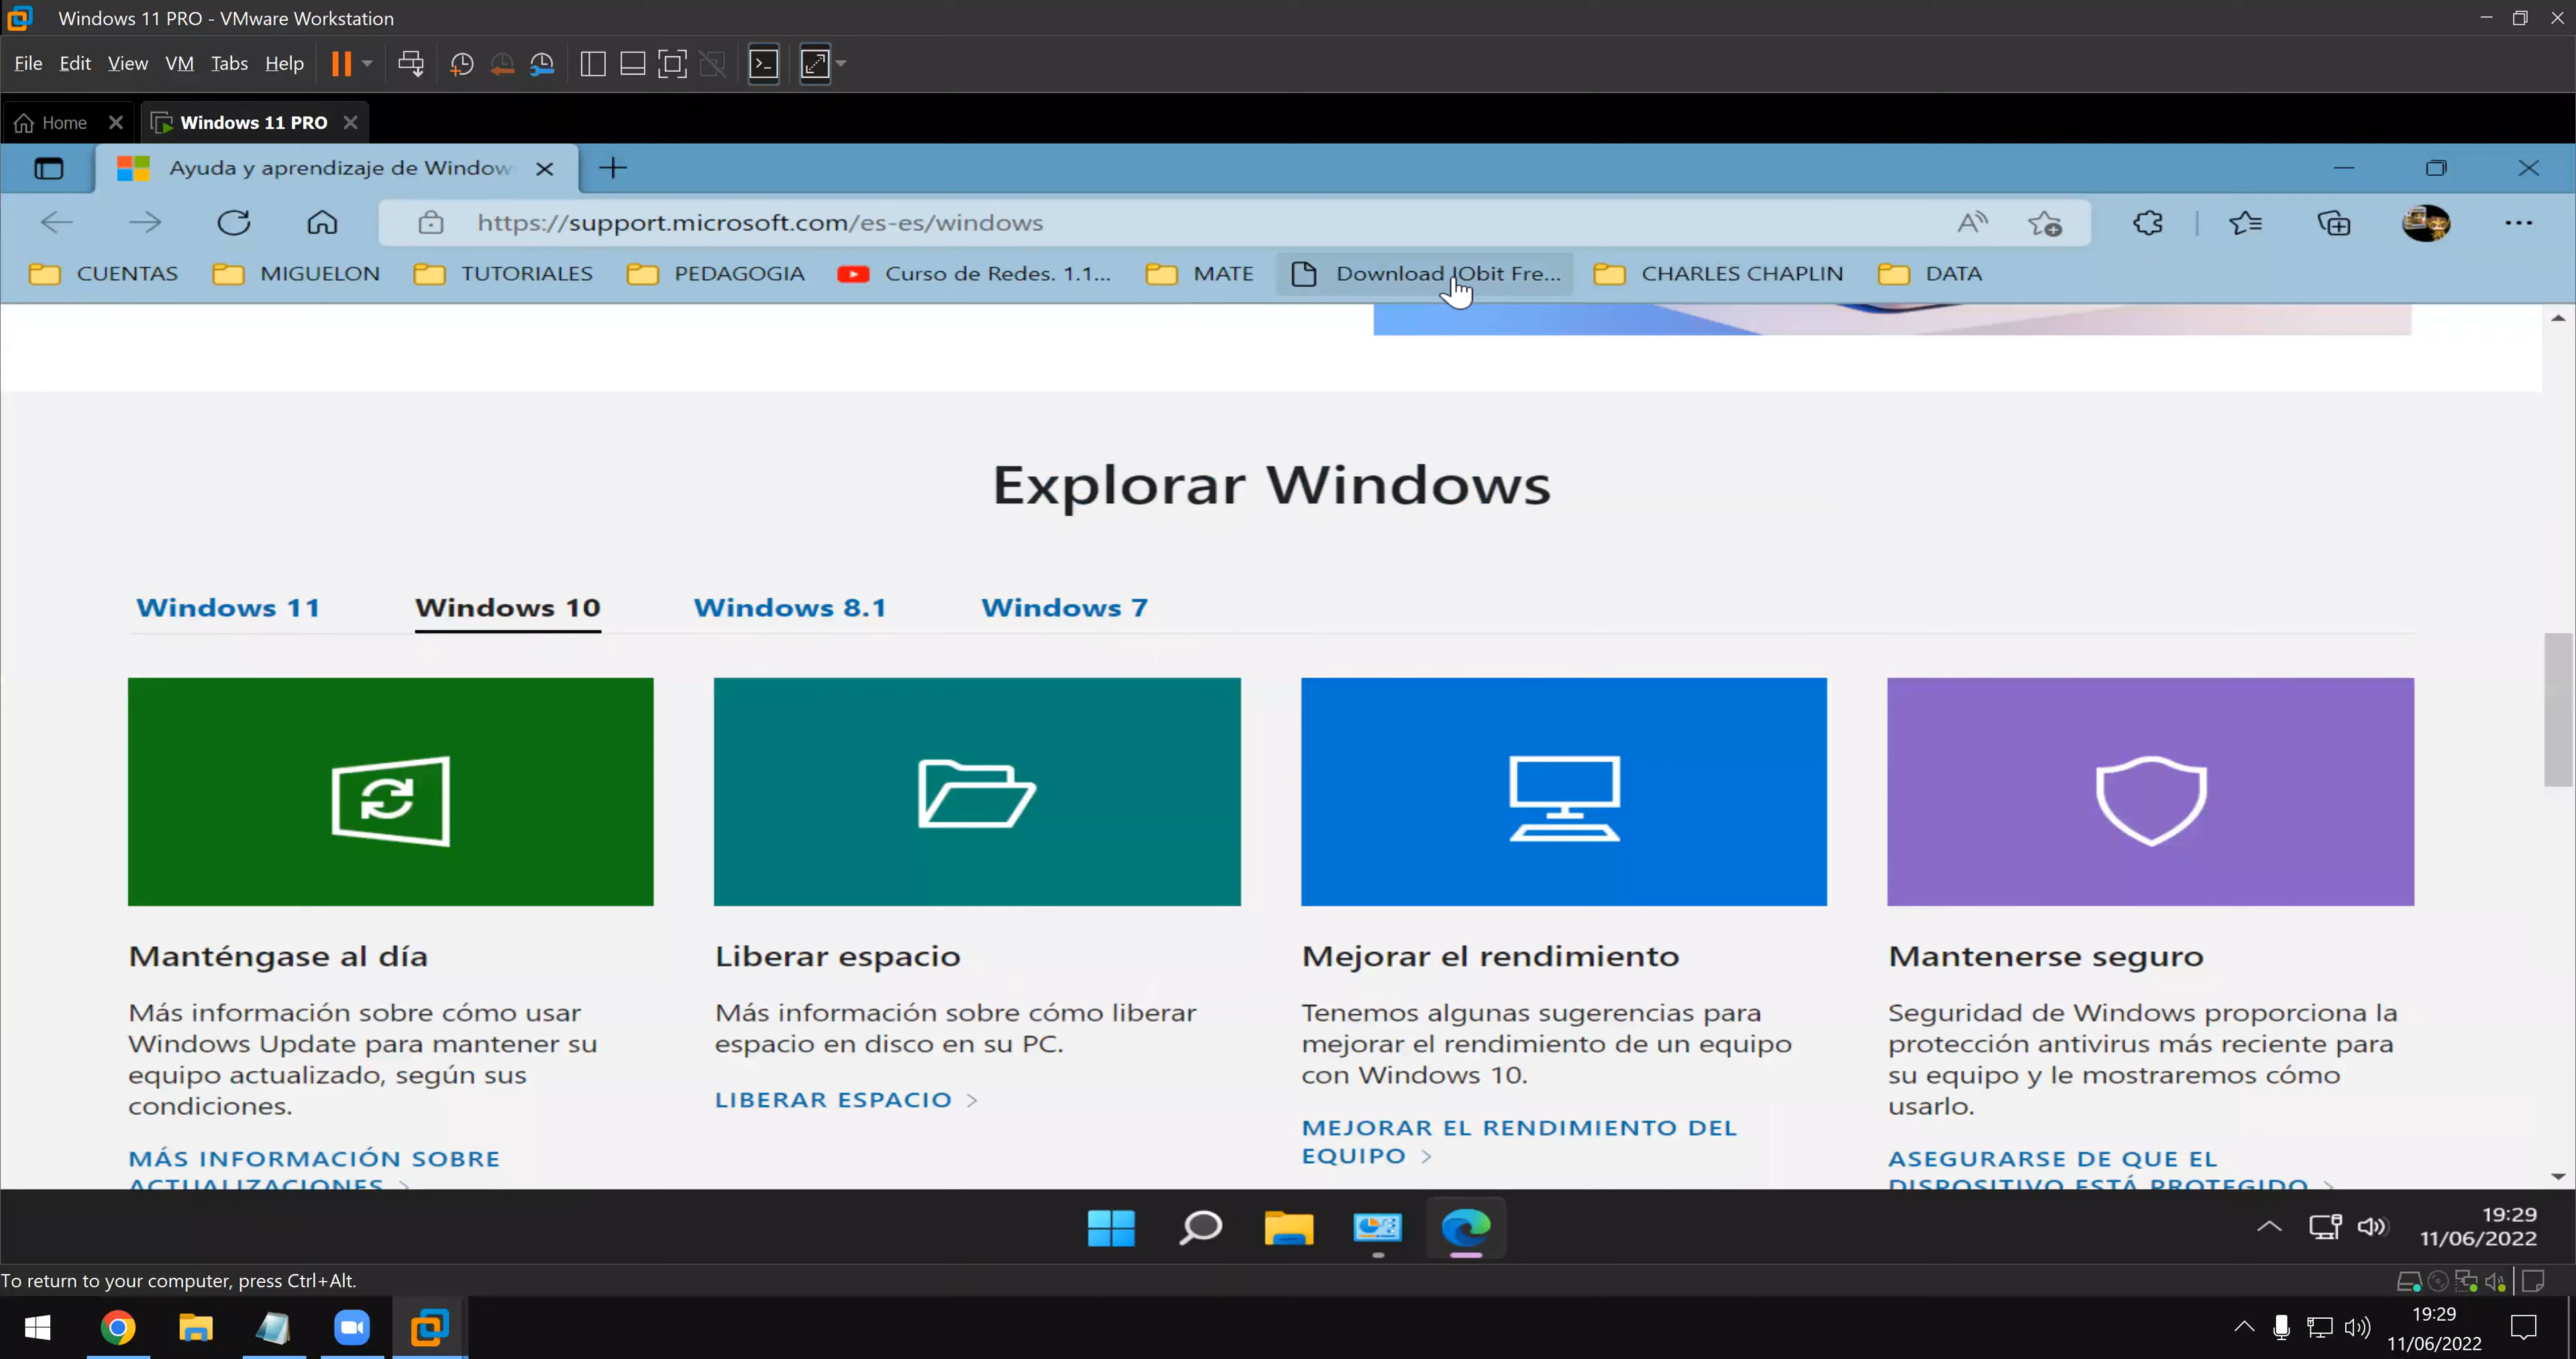 Windows 11 PRO - VMware Workstation
File Edit View VM Tabs Help
Home Windows 11 PRO
Ayuda y aprendizaje de Window
https://support.microsoft.com/es-es/windows
CUENTAS MIGUELON TUTORIALES PEDAGOGIA Curso de Redes. 1.1... MATE Download IObit Fre... CHARLES CHAPLIN DATA
Explorar Windows
Windows 11 Windows 10 Windows 8.1 Windows 7
Manténgase al día
Más información sobre cómo usar
Windows Update para mantener su
equipo actualizado, según sus
condiciones.
MÁS INFORMACIÓN SOBRE
ACTUALIZACIONES >
Liberar espacio
Más información sobre cómo liberar
espacio en disco en su PC.
LIBERAR ESPACIO >
Mejorar el rendimiento
Tenemos algunas sugerencias para
mejorar el rendimiento de un equipo
con Windows 10.
MEJORAR EL RENDIMIENTO DEL
EQUIPO >
Mantenerse seguro
Seguridad de Windows proporciona la
protección antivirus más reciente para
su equipo y le mostraremos cómo
usarlo.
ASEGURARSE DE QUE EL
DISPOSITIVO ESTÁ PROTEGIDO >
19:29
11/06/2022
To return to your computer, press Ctrl+Alt.
19:29
11/06/2022